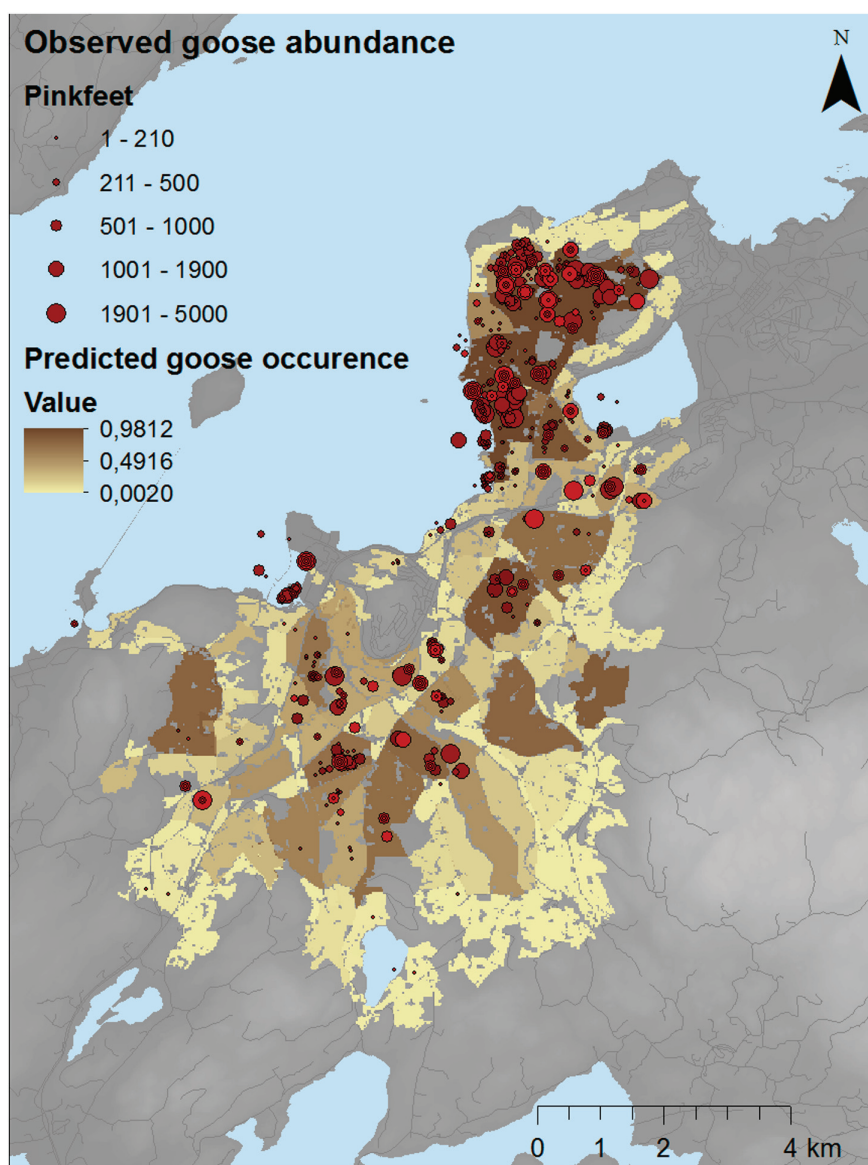 Observed goose abundance
Pinkfeet
1 - 210
211 - 500
501 - 1000
1001 - 1900
1901 - 5000
Predicted goose occurence
Value
0,9812
0,4916
0,0020
N
0 1 2 4 km